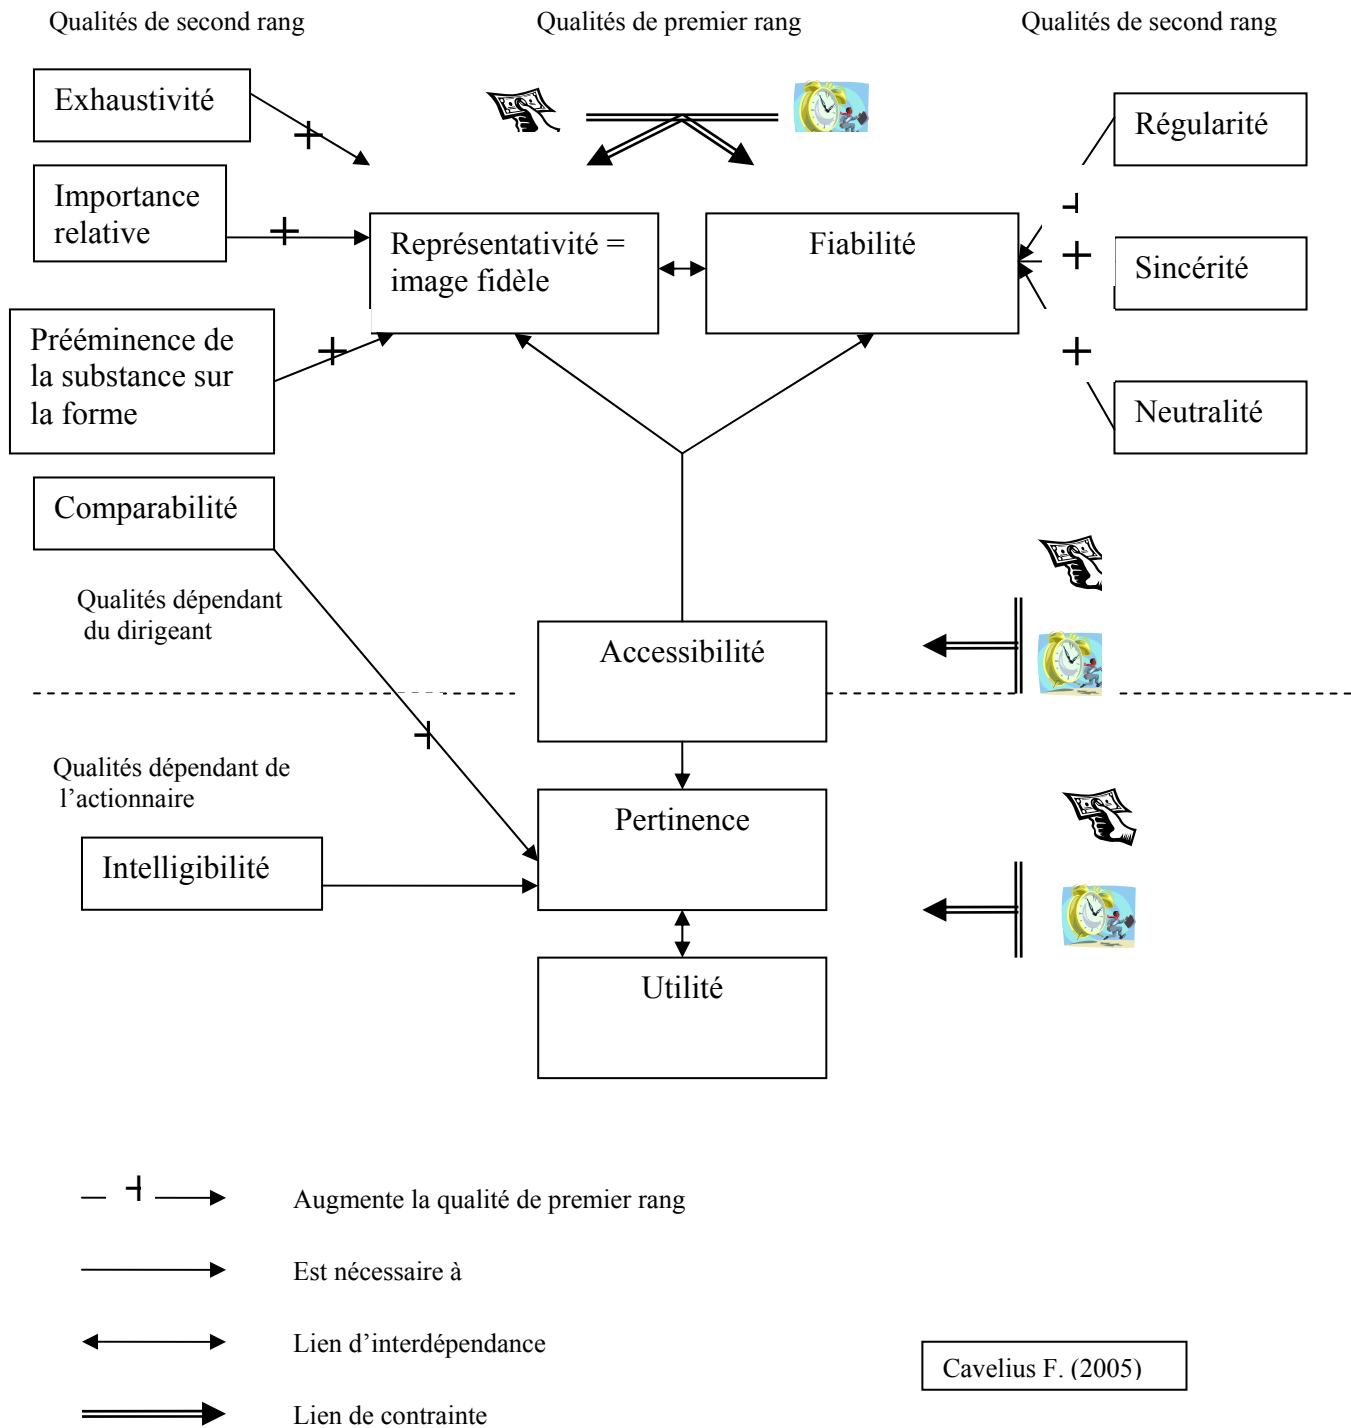 Qualités de second rang
Qualités de premier rang
Qualités de second rang
Exhaustivité
Régularité
Importance
relative
Représentativité =
image fidèle
Fiabilité
Sincérité
Prééminence de
la substance sur
la forme
Neutralité
Comparabilité
Qualités dépendant
du dirigeant
Accessibilité
Qualités dépendant de
l’actionnaire
Pertinence
Intelligibilité
Utilité
Augmente la qualité de premier rang
Est nécessaire à
Lien d’interdépendance
Cavelius F. (2005)
Lien de contrainte